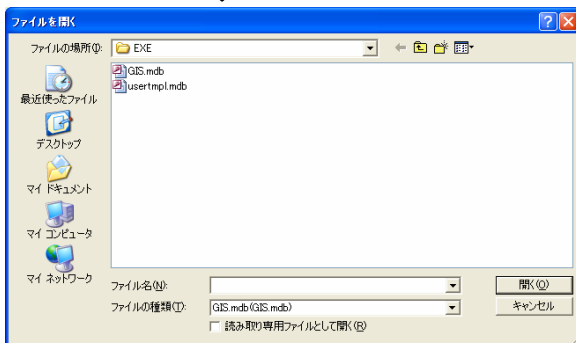 ファイルを開く
ファイルの場所(I):
EXE
GIS.mdb
usertmpl.mdb
最近使ったファイル
デスクトップ
マイ ドキュメント
マイ コンピュータ
マイ ネットワーク
ファイル名(N):
開く(O)
ファイルの種類(T):
GIS.mdb(GIS.mdb)
キャンセル
読み取り専用ファイルとして開く(R)